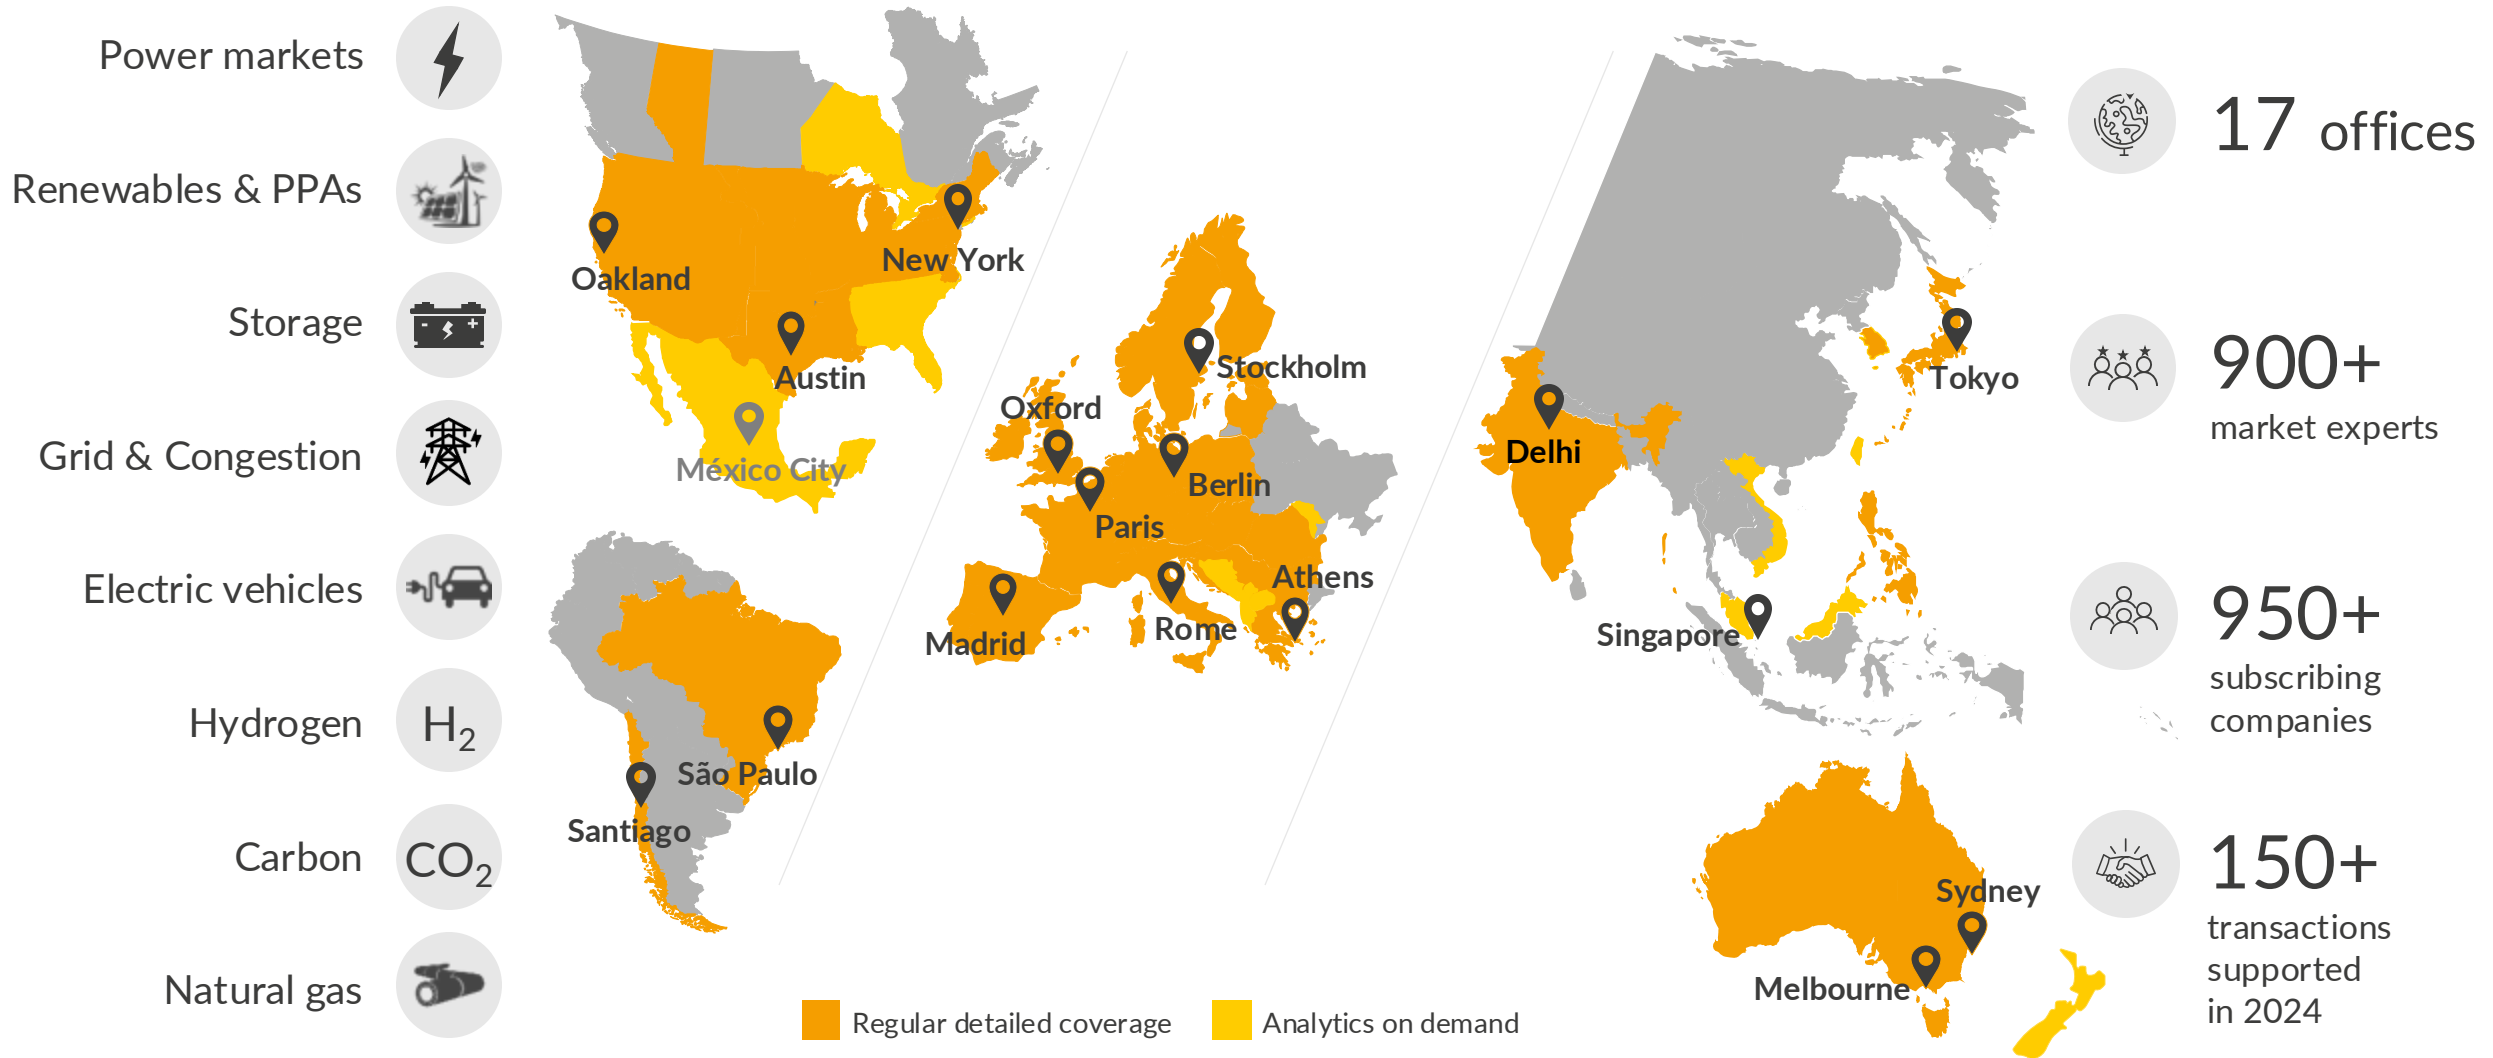 Power markets
Renewables & PPAs
Storage
Grid & Congestion
Electric vehicles
Hydrogen
H2
Carbon
CO2
Natural gas
Oakland
New York
Austin
México City
São Paulo
Santiago
Stockholm
Oxford
Berlin
Paris
Athens
Madrid
Rome
Delhi
Tokyo
Singapore
Sydney
Melbourne
Regular detailed coverage
Analytics on demand
17 offices
900+
market experts
950+
subscribing
companies
150+
transactions
supported
in 2024